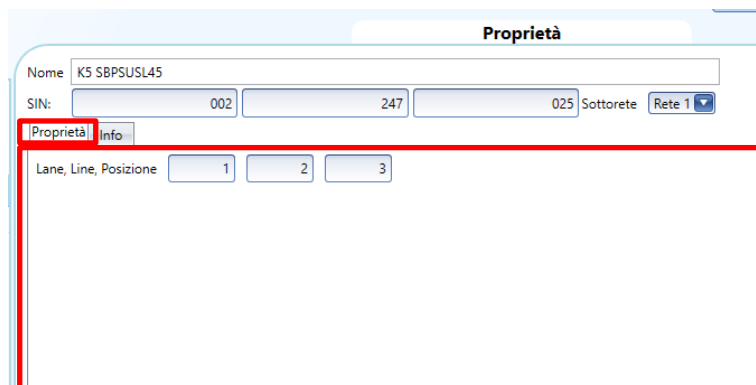 Proprietà
Nome K5 SBPSUSL45
SIN: 002 247 025 Sottorete Rete 1
Proprietà Info
Lane, Line, Posizione 1 2 3